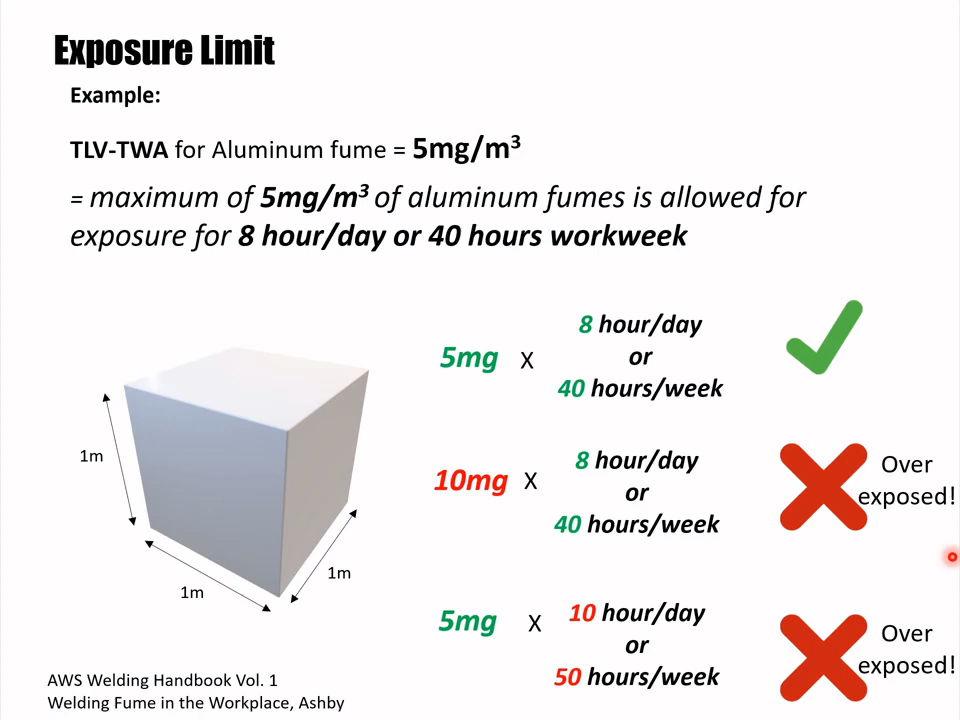 Exposure Limit
Example:
TLV-TWA for Aluminum fume = 5mg/m³
= maximum of 5mg/m³ of aluminum fumes is allowed for
exposure for 8 hour/day or 40 hours workweek
5mg X 8 hour/day
or
40 hours/week
10mg X 8 hour/day
or
40 hours/week
Over
exposed!
5mg X 10 hour/day
or
50 hours/week
Over
exposed!
1m
1m
1m
AWS Welding Handbook Vol. 1
Welding Fume in the Workplace, Ashby